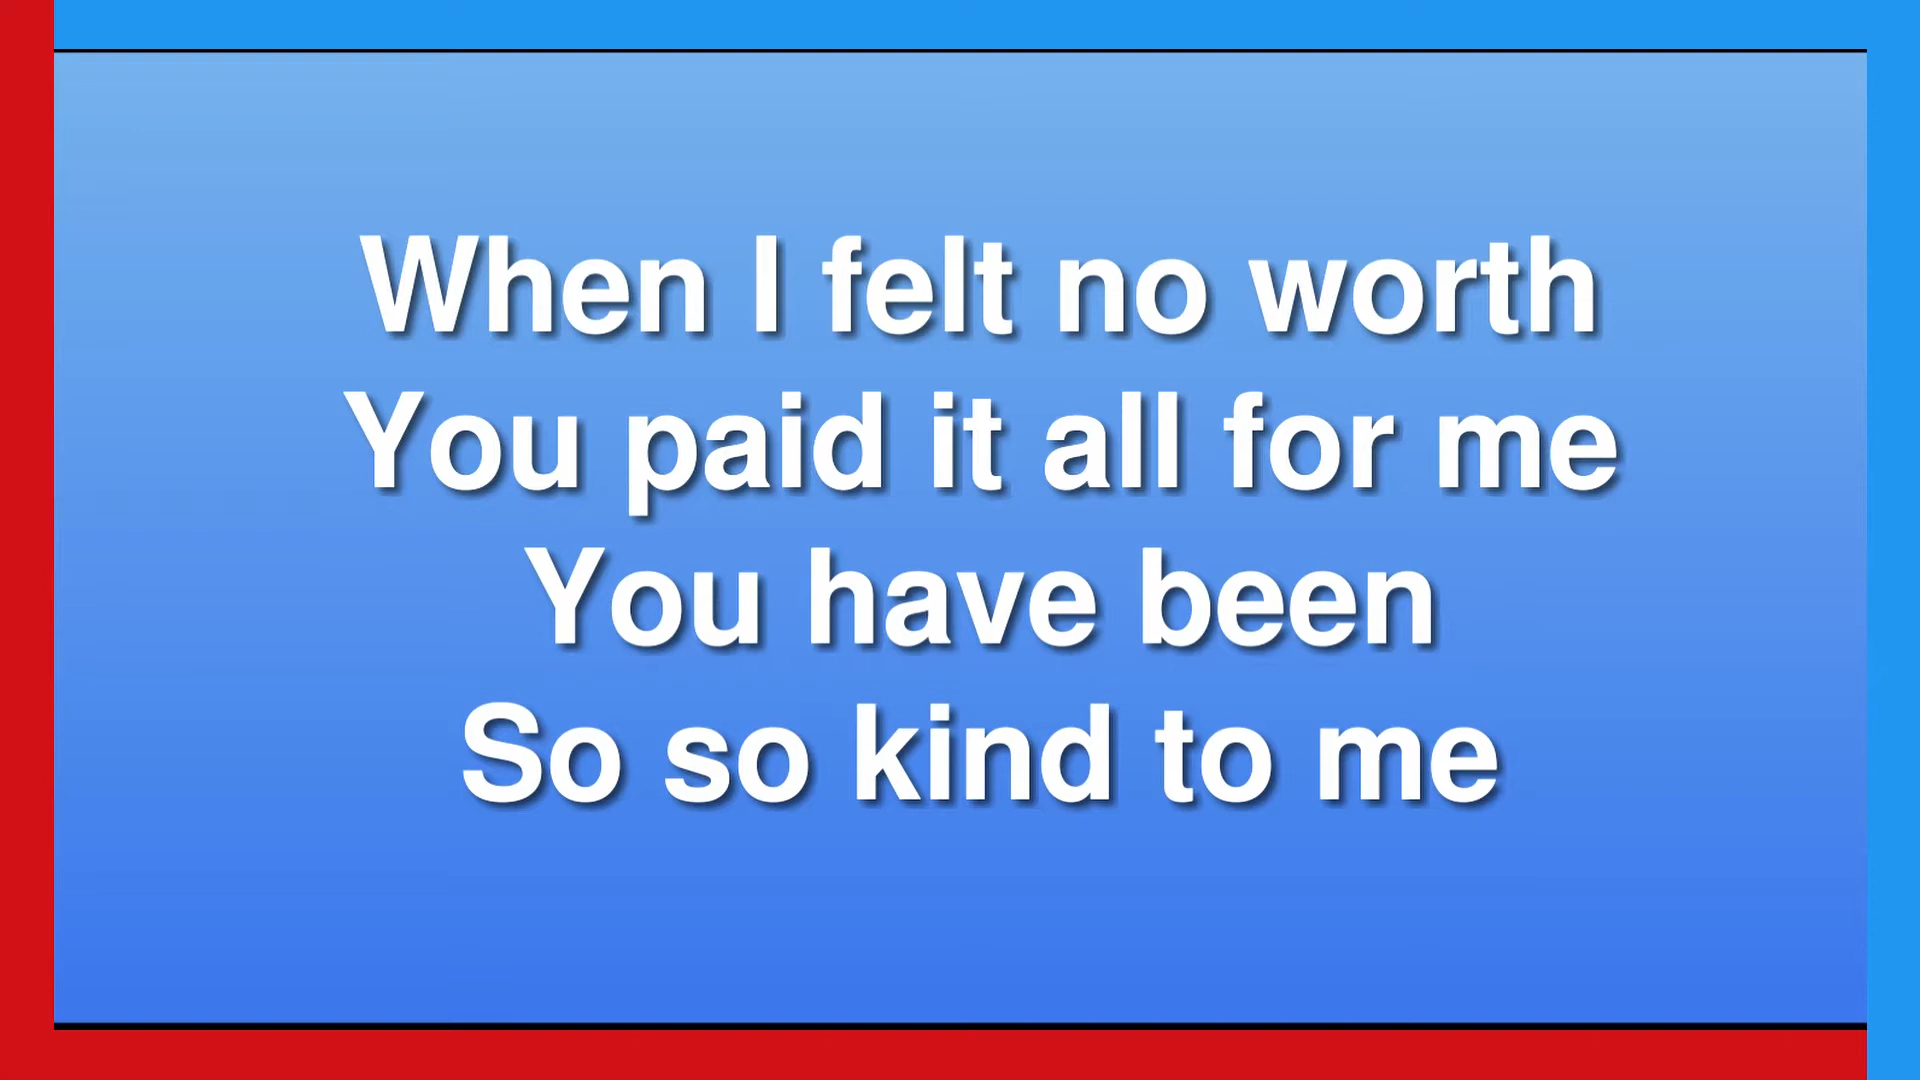 When I felt no worth
You paid it all for me
You have been
So so kind to me